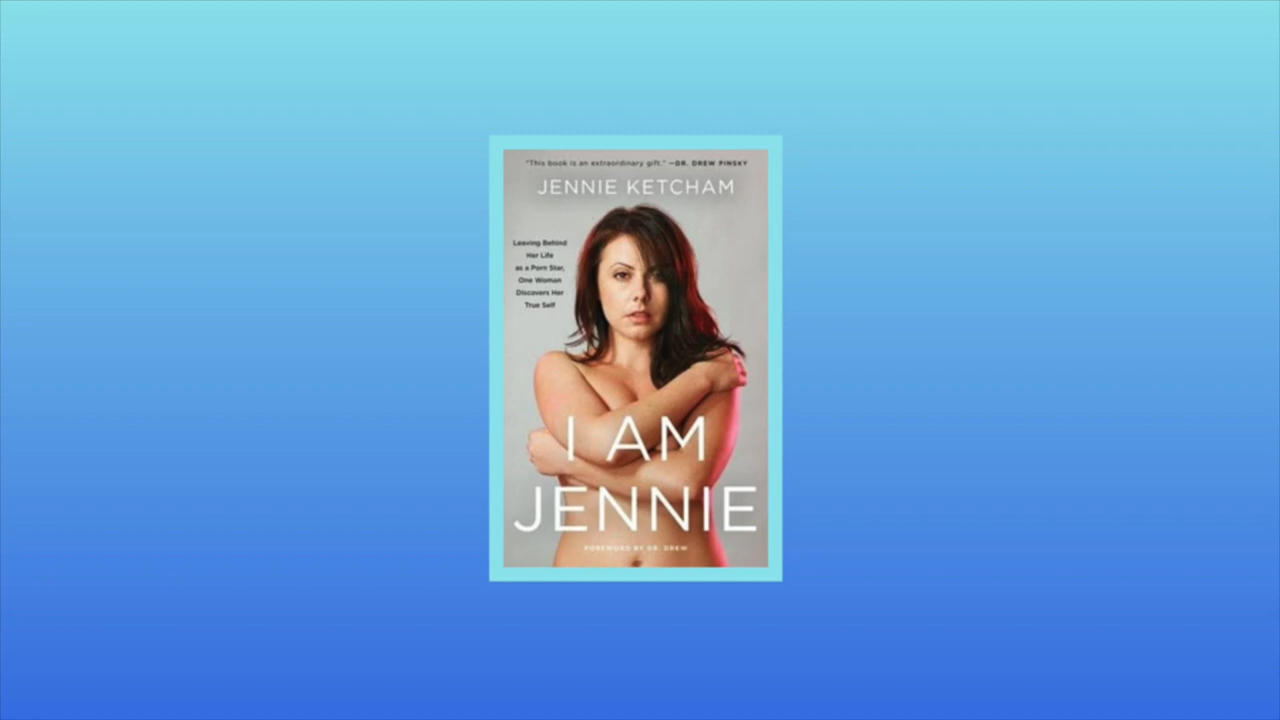 "This book is an extraordinary gift." —DR. DREW PINSKY
JENNIE KETCHAM
Leaving Behind
Her Life
as a Porn Star,
One Woman
Discovers Her
True Self
I AM
JENNIE
FOREWORD BY DR. DREW